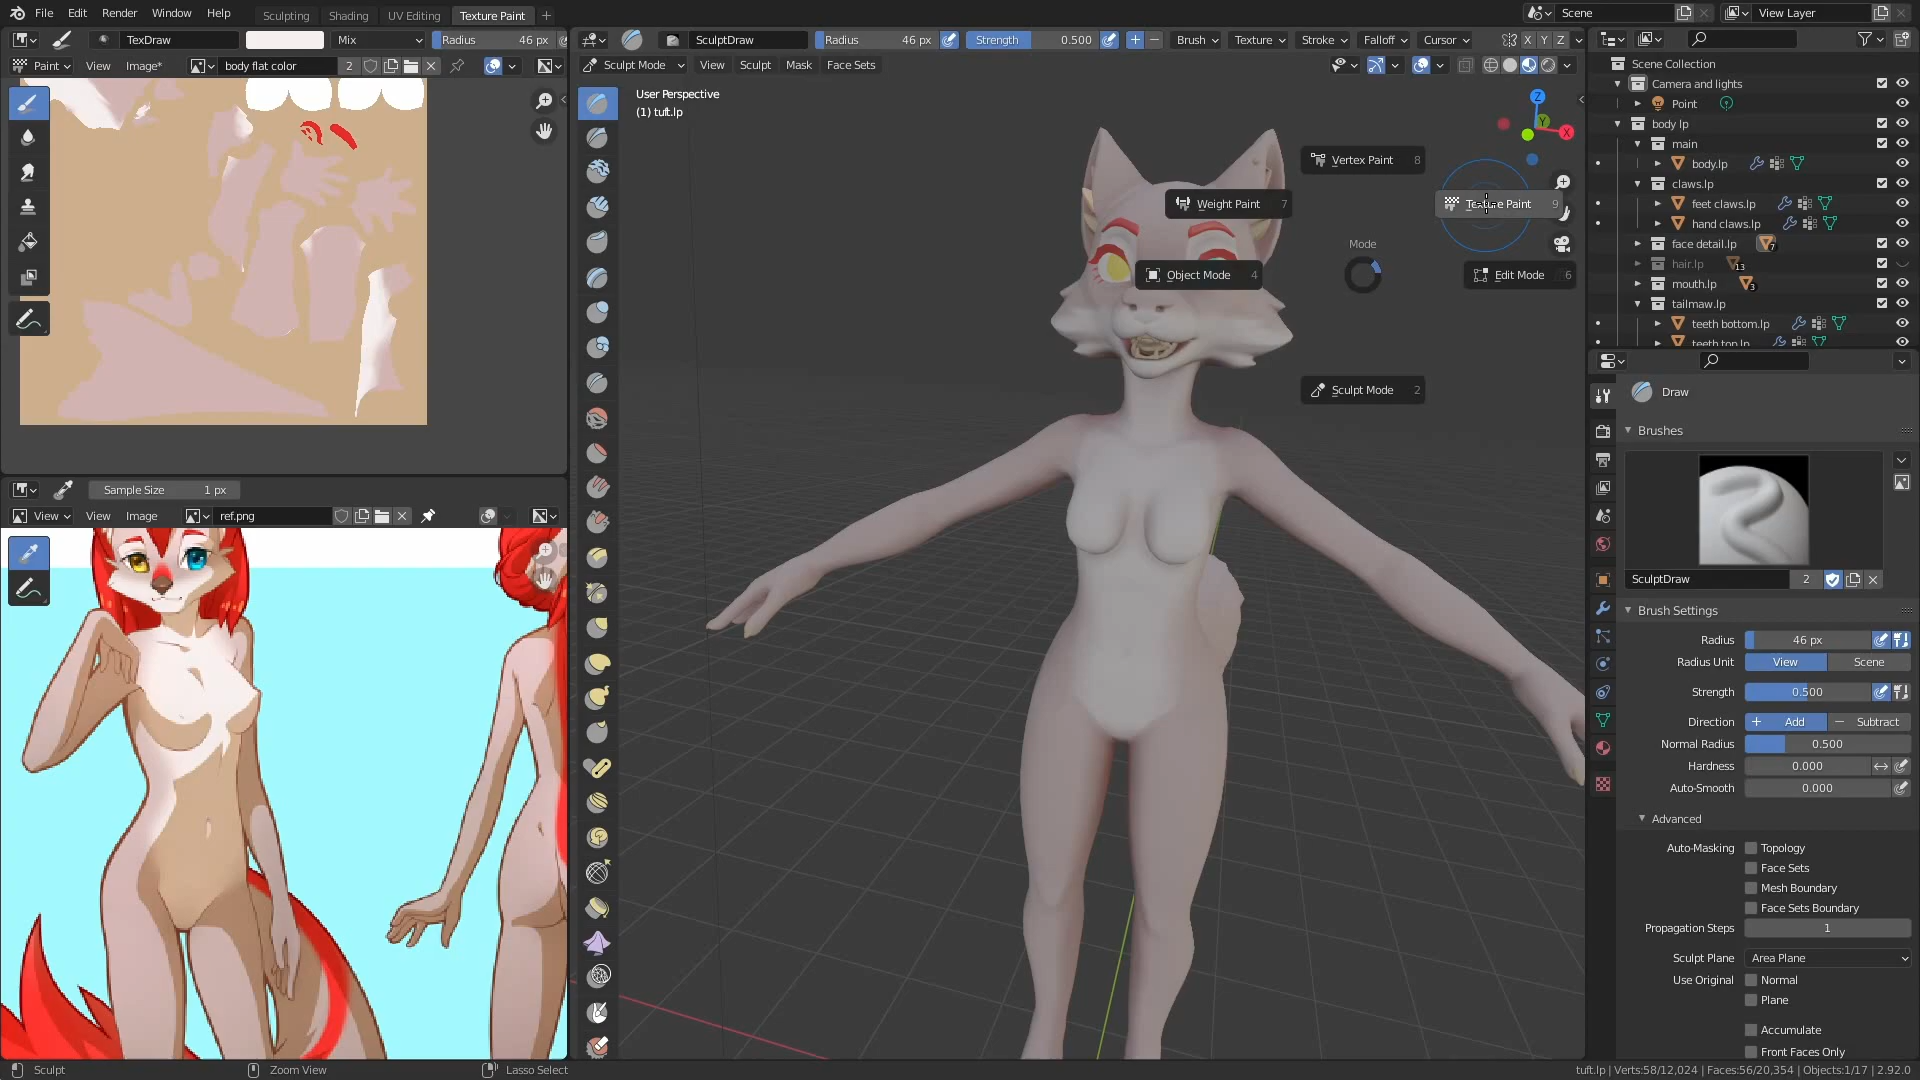 File Edit Render Window Help Sculpting Shading UV Editing Texture Paint + Scene View Layer
TexDraw Mix Radius 46 px SculptDraw Radius 46 px Strength 0.500 + − Brush Texture Stroke Falloff Cursor X Y Z
Paint View Image* body flat color 2 Sculpt Mode View Sculpt Mask Face Sets
User Perspective
(1) tuft.lp
Z
Y
X
Vertex Paint 8
Weight Paint 7
Texture Paint 9
Mode
Object Mode 4
Edit Mode 6
Sculpt Mode 2
Sample Size 1 px
View View Image ref.png
Scene Collection
Camera and lights
Point
body lp
main
body.lp
claws.lp
feet claws.lp
hand claws.lp
face detail.lp 7
hair.lp 13
mouth.lp 3
tailmaw.lp
teeth bottom.lp
teeth top.lp
Draw
Brushes
SculptDraw 2
Brush Settings
Radius 46 px
Radius Unit View Scene
Strength 0.500
Direction + Add − Subtract
Normal Radius 0.500
Hardness 0.000
Auto-Smooth 0.000
Advanced
Auto-Masking Topology
Face Sets
Mesh Boundary
Face Sets Boundary
Propagation Steps 1
Sculpt Plane Area Plane
Use Original Normal
Plane
Accumulate
Front Faces Only
Sculpt Zoom View Lasso Select tuft.lp | Verts:58/12,024 | Faces:56/20,354 | Objects:1/17 | 2.92.0